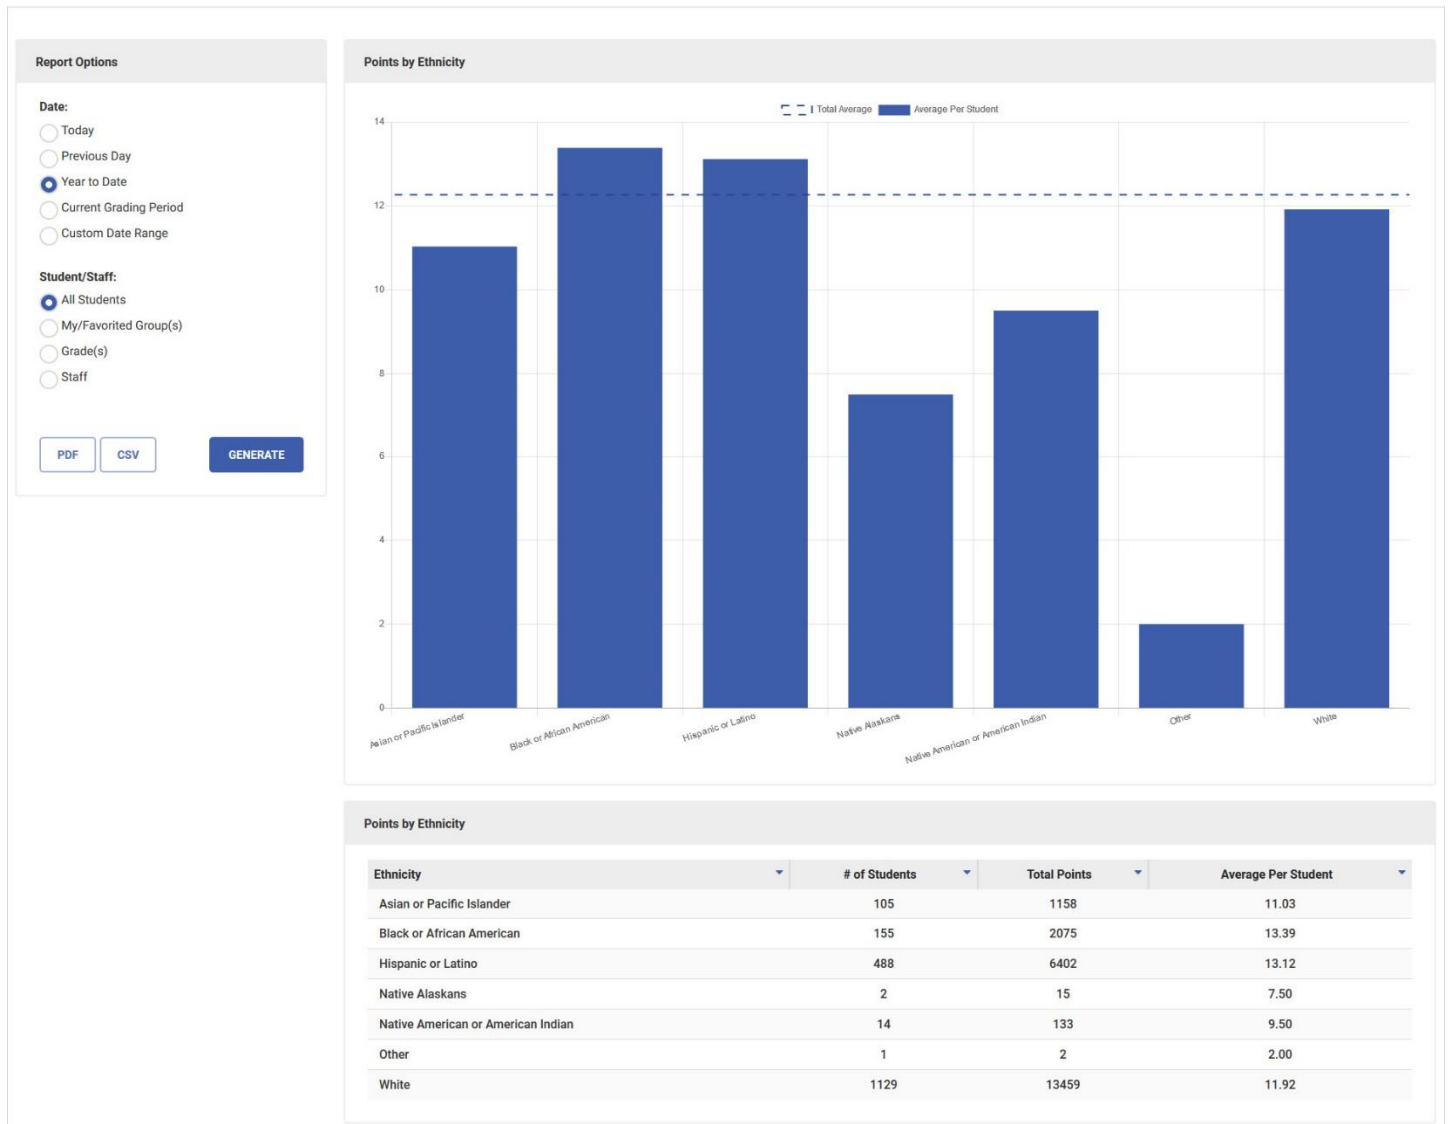 Report Options
Date:
Today
Previous Day
Year to Date
Current Grading Period
Custom Date Range
Student/Staff:
All Students
My/Favorited Group(s)
Grade(s)
Staff
PDF CSV GENERATE
Points by Ethnicity
Total Average Average Per Student
14
12
10
8
6
4
2
0
Asian or Pacific Islander
Black or African American
Hispanic or Latino
Native Alaskans
Native American or American Indian
Other
White
Points by Ethnicity
Ethnicity # of Students Total Points Average Per Student
Asian or Pacific Islander 105 1158 11.03
Black or African American 155 2075 13.39
Hispanic or Latino 488 6402 13.12
Native Alaskans 2 15 7.50
Native American or American Indian 14 133 9.50
Other 1 2 2.00
White 1129 13459 11.92